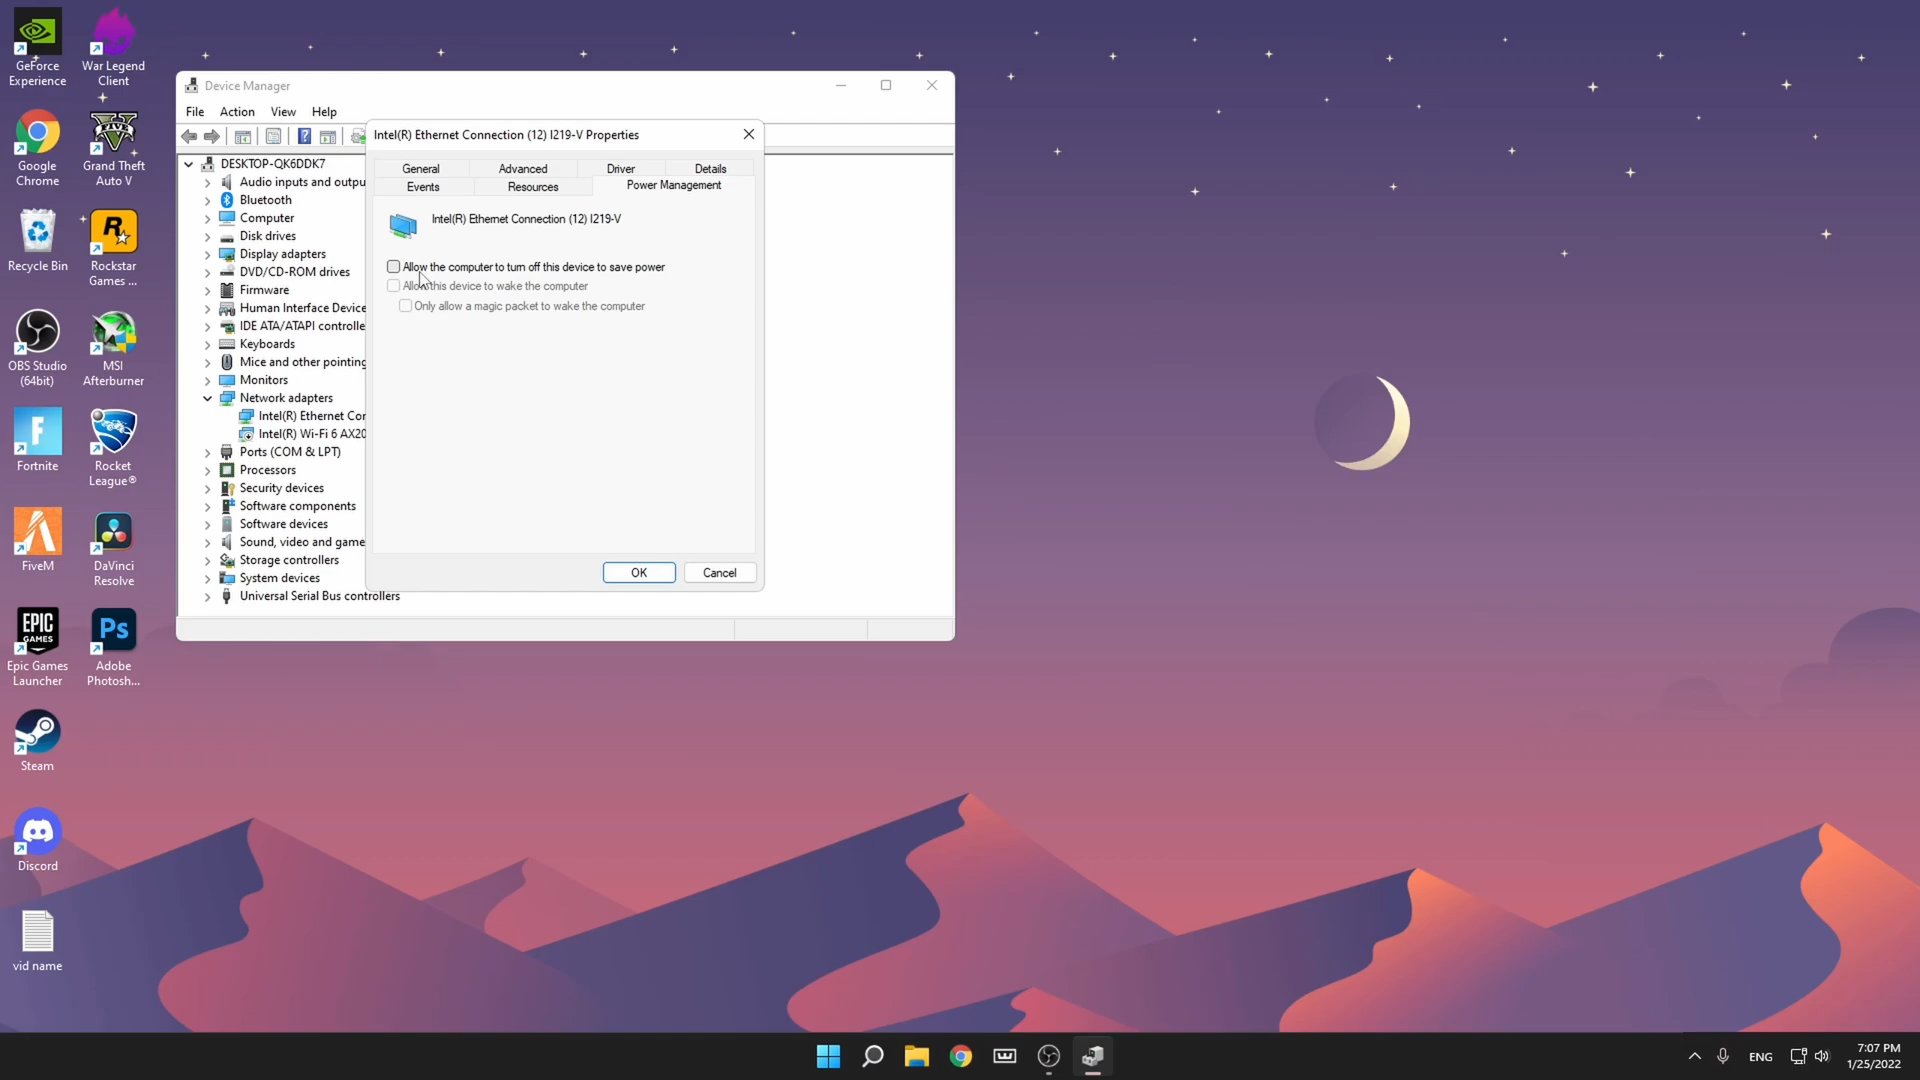 GeForce
Experience
War Legend
Client
Google
Chrome
Grand Theft
Auto V
Recycle Bin
Rockstar
Games ...
OBS Studio
(64bit)
MSI
Afterburner
Fortnite
Rocket
League®
FiveM
DaVinci
Resolve
EPIC
GAMES
Epic Games
Launcher
Ps
Adobe
Photosh...
Steam
Discord
vid name
Device Manager
File Action View Help
DESKTOP-QK6DDK7
Audio inputs and outpu
Bluetooth
Computer
Disk drives
Display adapters
DVD/CD-ROM drives
Firmware
Human Interface Device
IDE ATA/ATAPI controlle
Keyboards
Mice and other pointing
Monitors
Network adapters
Intel(R) Ethernet Cor
Intel(R) Wi-Fi 6 AX20
Ports (COM & LPT)
Processors
Security devices
Software components
Software devices
Sound, video and game
Storage controllers
System devices
Universal Serial Bus controllers
Intel(R) Ethernet Connection (12) I219-V Properties
General Advanced Driver Details
Events Resources Power Management
Intel(R) Ethernet Connection (12) I219-V
Allow the computer to turn off this device to save power
Allow this device to wake the computer
Only allow a magic packet to wake the computer
OK Cancel
ENG
7:07 PM
1/25/2022